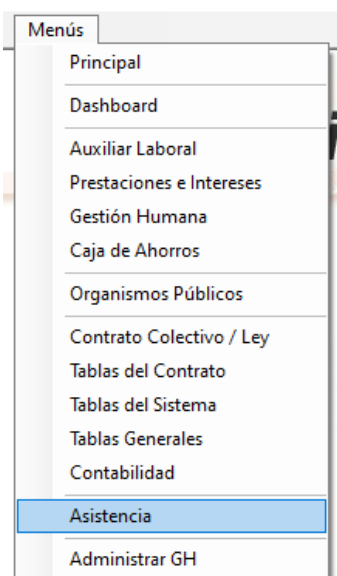 Menús
Principal
Dashboard
Auxiliar Laboral
Prestaciones e Intereses
Gestión Humana
Caja de Ahorros
Organismos Públicos
Contrato Colectivo / Ley
Tablas del Contrato
Tablas del Sistema
Tablas Generales
Contabilidad
Asistencia
Administrar GH